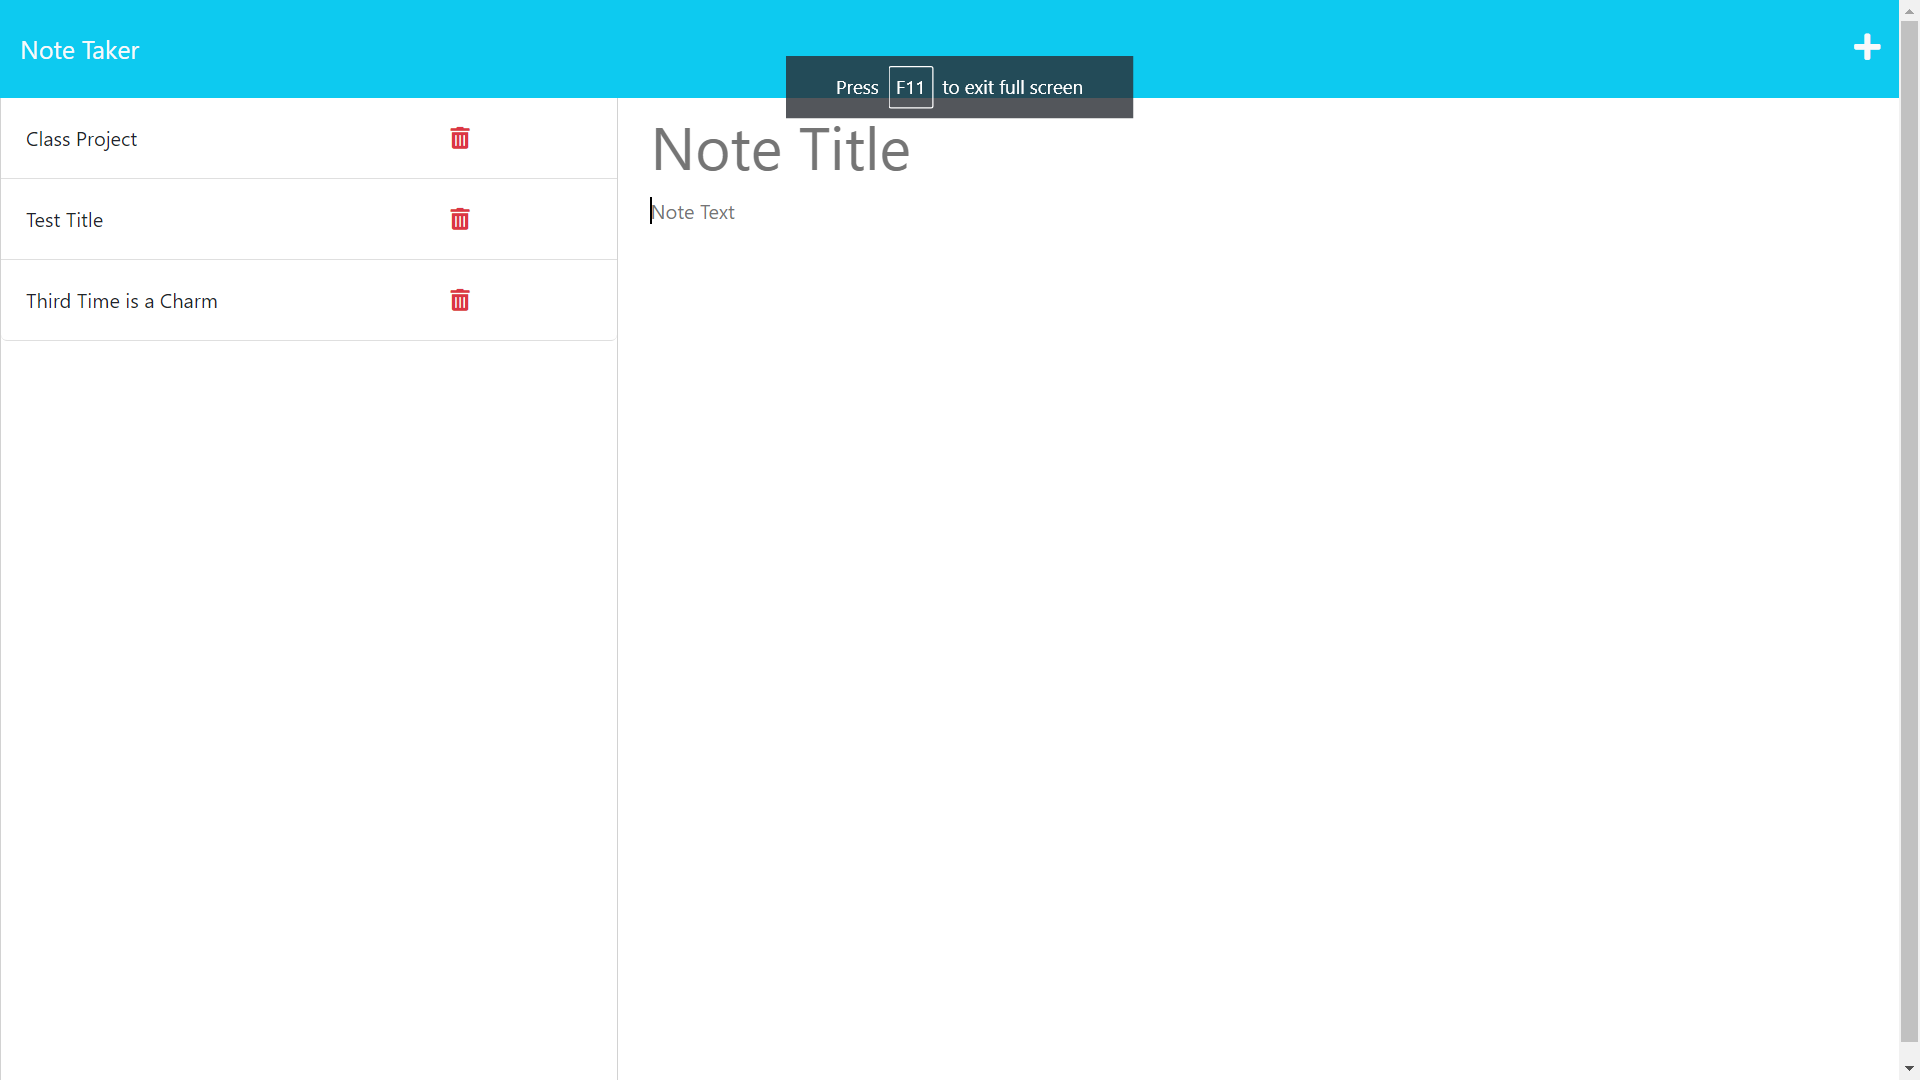 Note Taker
Press F11 to exit full screen
Class Project
Test Title
Third Time is a Charm
Note Title
Note Text